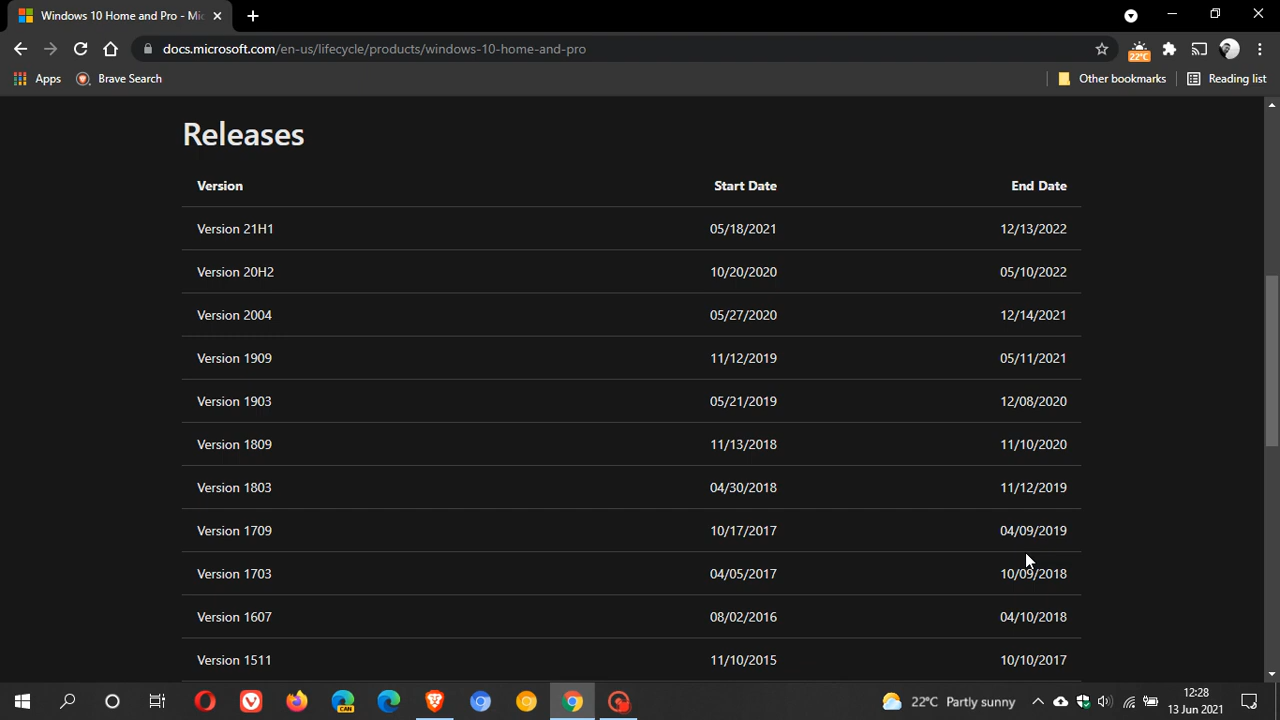 Windows 10 Home and Pro - Mic
docs.microsoft.com/en-us/lifecycle/products/windows-10-home-and-pro
22°C
Apps Brave Search Other bookmarks Reading list
Releases
Version Start Date End Date
Version 21H1 05/18/2021 12/13/2022
Version 20H2 10/20/2020 05/10/2022
Version 2004 05/27/2020 12/14/2021
Version 1909 11/12/2019 05/11/2021
Version 1903 05/21/2019 12/08/2020
Version 1809 11/13/2018 11/10/2020
Version 1803 04/30/2018 11/12/2019
Version 1709 10/17/2017 04/09/2019
Version 1703 04/05/2017 10/09/2018
Version 1607 08/02/2016 04/10/2018
Version 1511 11/10/2015 10/10/2017
CAN
22°C Partly sunny
12:28
13 Jun 2021